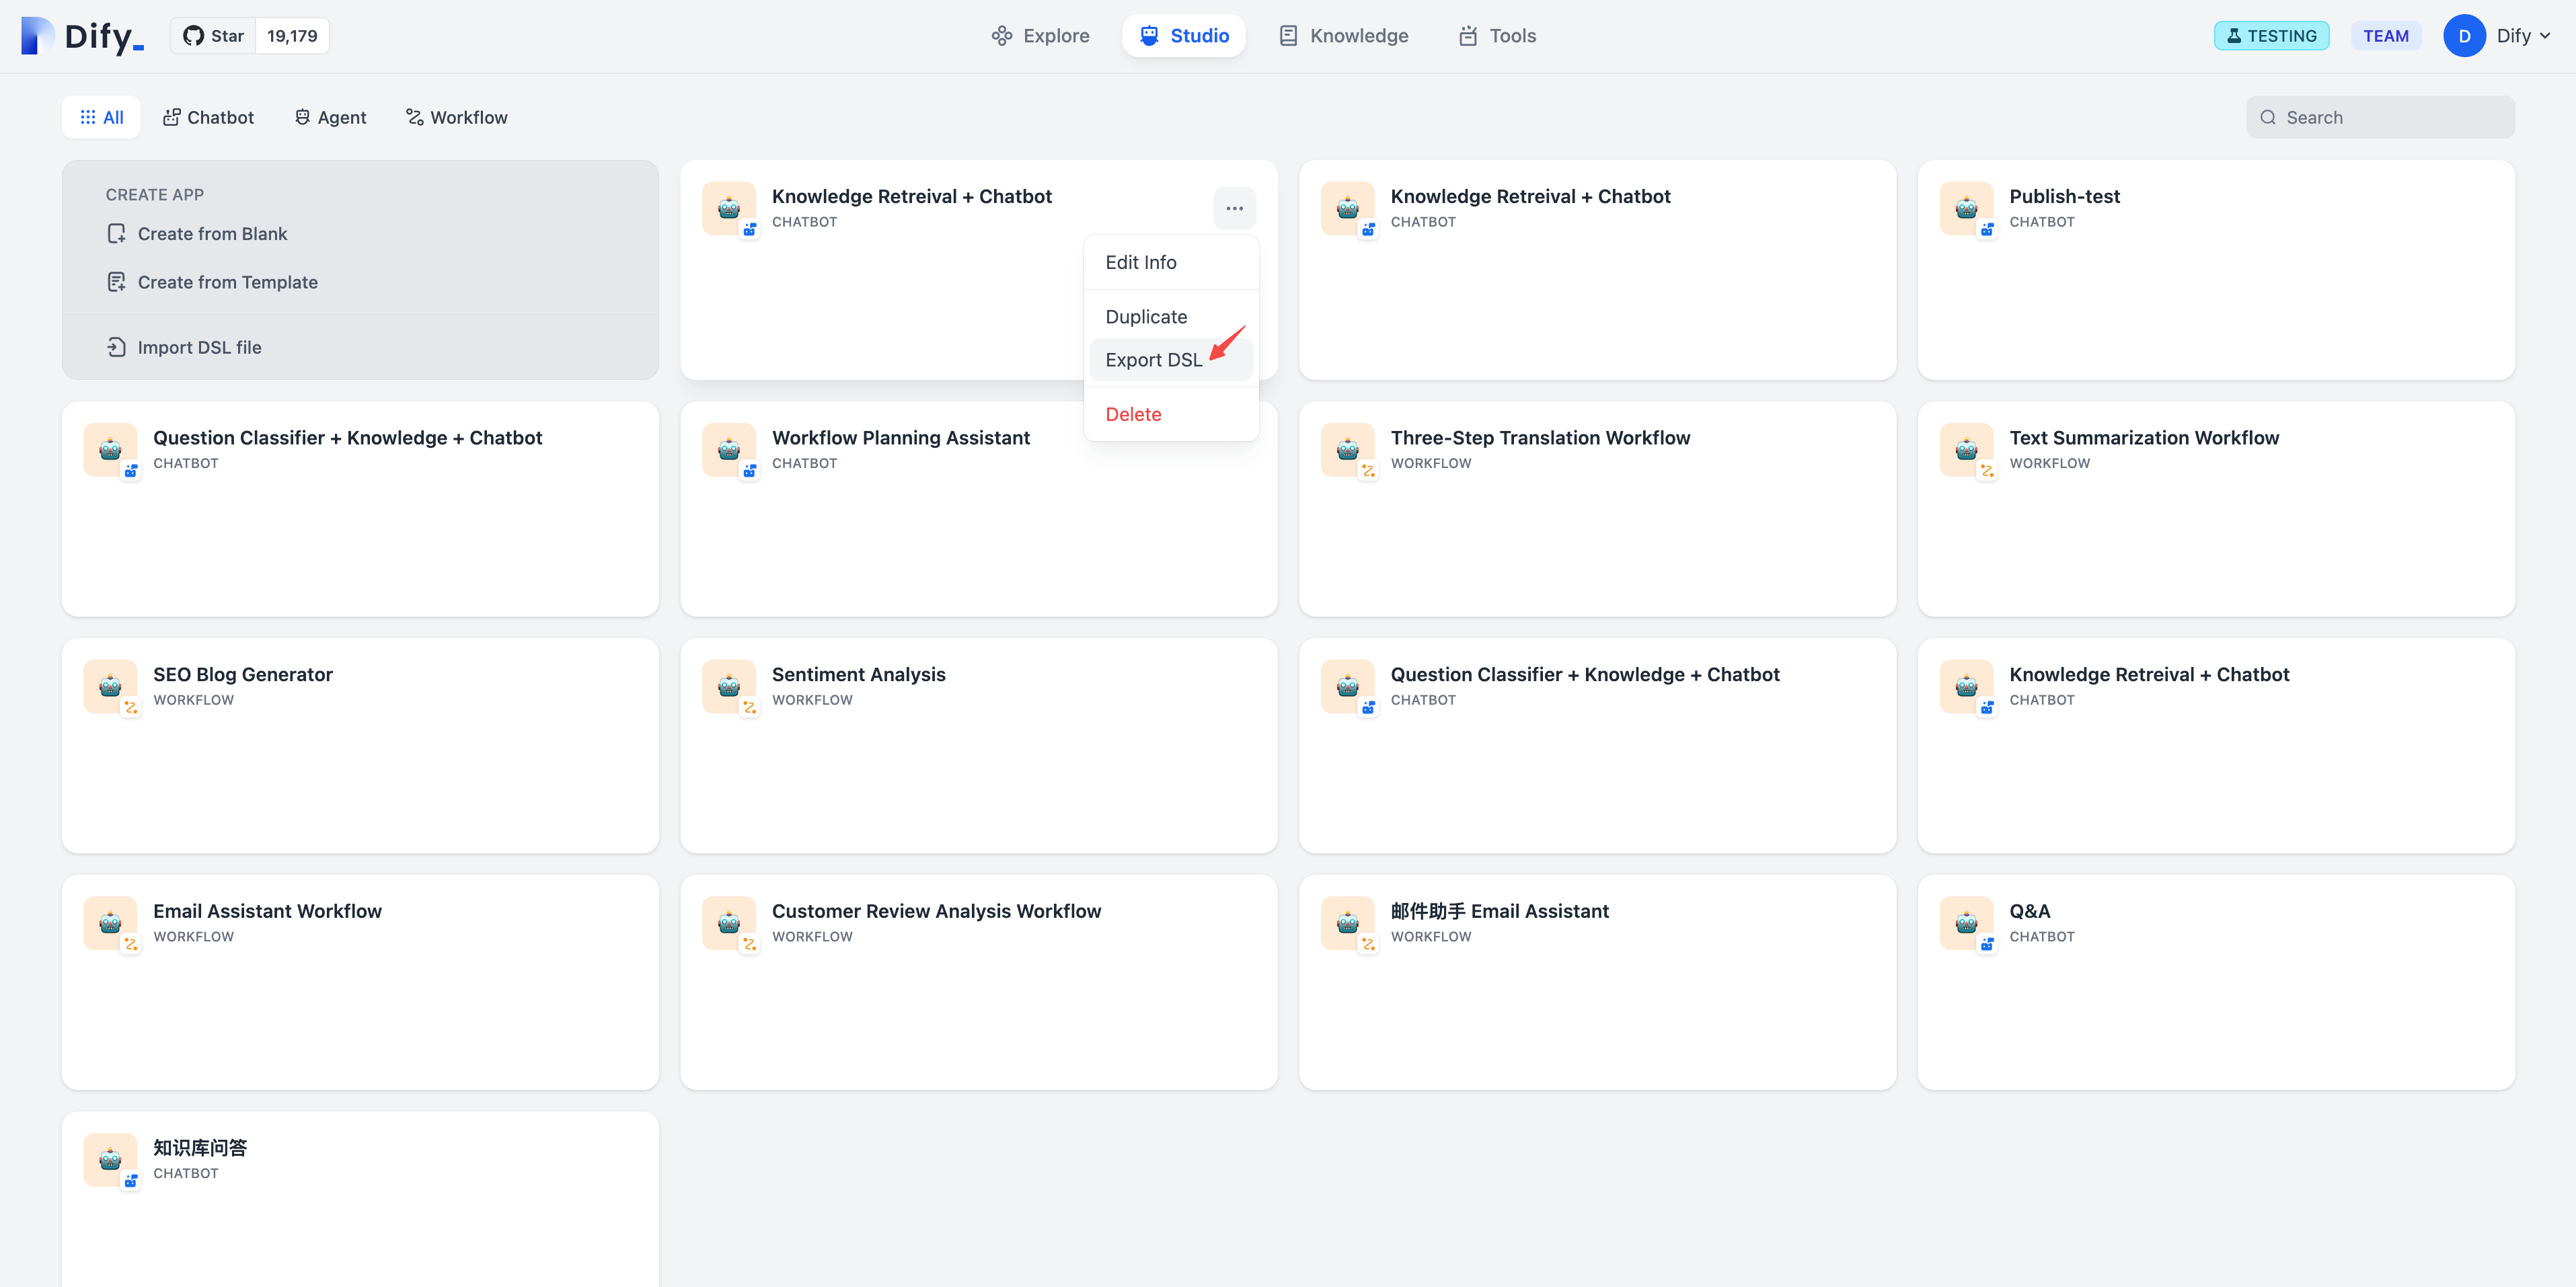 Dify_
Star 19,179
Explore
Studio
Knowledge
Tools
TESTING
TEAM
D
Dify
All
Chatbot
Agent
Workflow
Search
CREATE APP
Create from Blank
Create from Template
Import DSL file
Knowledge Retreival + Chatbot
CHATBOT
Edit Info
Duplicate
Export DSL
Delete
Knowledge Retreival + Chatbot
CHATBOT
Publish-test
CHATBOT
Question Classifier + Knowledge + Chatbot
CHATBOT
Workflow Planning Assistant
CHATBOT
Three-Step Translation Workflow
WORKFLOW
Text Summarization Workflow
WORKFLOW
SEO Blog Generator
WORKFLOW
Sentiment Analysis
WORKFLOW
Question Classifier + Knowledge + Chatbot
CHATBOT
Knowledge Retreival + Chatbot
CHATBOT
Email Assistant Workflow
WORKFLOW
Customer Review Analysis Workflow
WORKFLOW
邮件助手 Email Assistant
WORKFLOW
Q&A
CHATBOT
知识库问答
CHATBOT